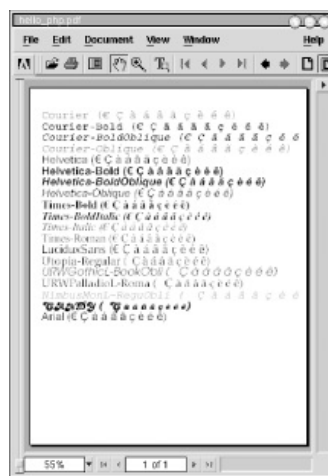 hello_php.pdf
File Edit Document View Window Help
Courier (€ Ç à á â ã ç è é ê)
Courier-Bold (€ Ç à á â ã ç è é ê)
Courier-BoldOblique (€ Ç à á â ã ç è é ê)
Courier-Oblique (€ Ç à á â ã ç è é ê)
Helvetica (€ Ç à á â ã ç è é ê)
Helvetica-Bold (€ Ç à á â ã ç è é ê)
Helvetica-BoldOblique (€ Ç à á â ã ç è é ê)
Helvetica-Oblique (€ Ç à á â ã ç è é ê)
Times-Bold (€ Ç à á â ã ç è é ê)
Times-BoldItalic (€ Ç à á â ã ç è é ê)
Times-Italic (€ Ç à á â ã ç è é ê)
Times-Roman (€ Ç à á â ã ç è é ê)
LucidaxSans (€ Ç à á â ã ç è é ê)
Utopia-Regular ( Ç à á â ã ç è é ê)
URWGothicL-BookObli ( Ç à á â ã ç è é ê)
URWPalladioL-Roma ( Ç à á â ã ç è é ê)
NimbusMonL-ReguObli ( Ç à á â ã ç è é ê
Arial (€ Ç à á â ã ç è é ê)
55% 1 of 1